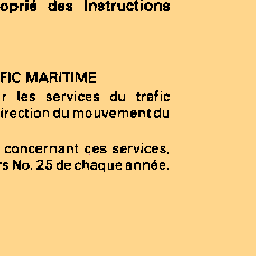 oprié des Instructions
FIC MARITIME
r les services du trafic
irection du mouvement du
concernant ces services,
rs No. 25 de chaque année.